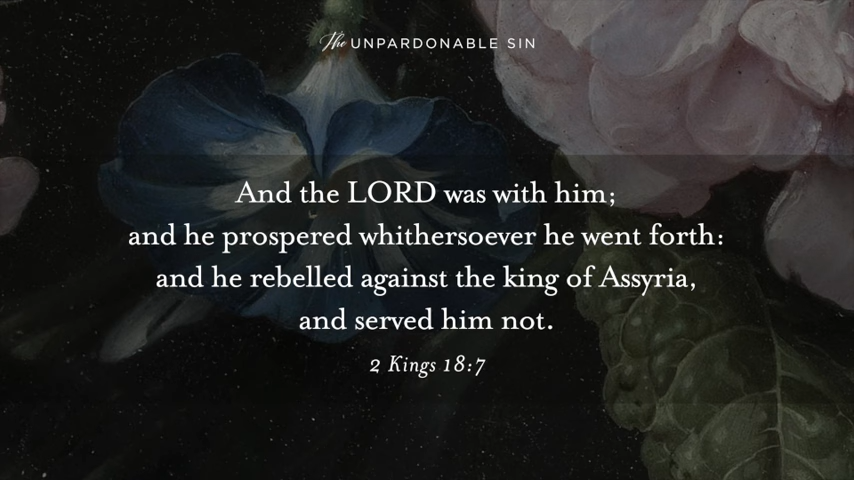 The UNPARDONABLE SIN
And the LORD was with him;
and he prospered whithersoever he went forth:
and he rebelled against the king of Assyria,
and served him not.
2 Kings 18:7